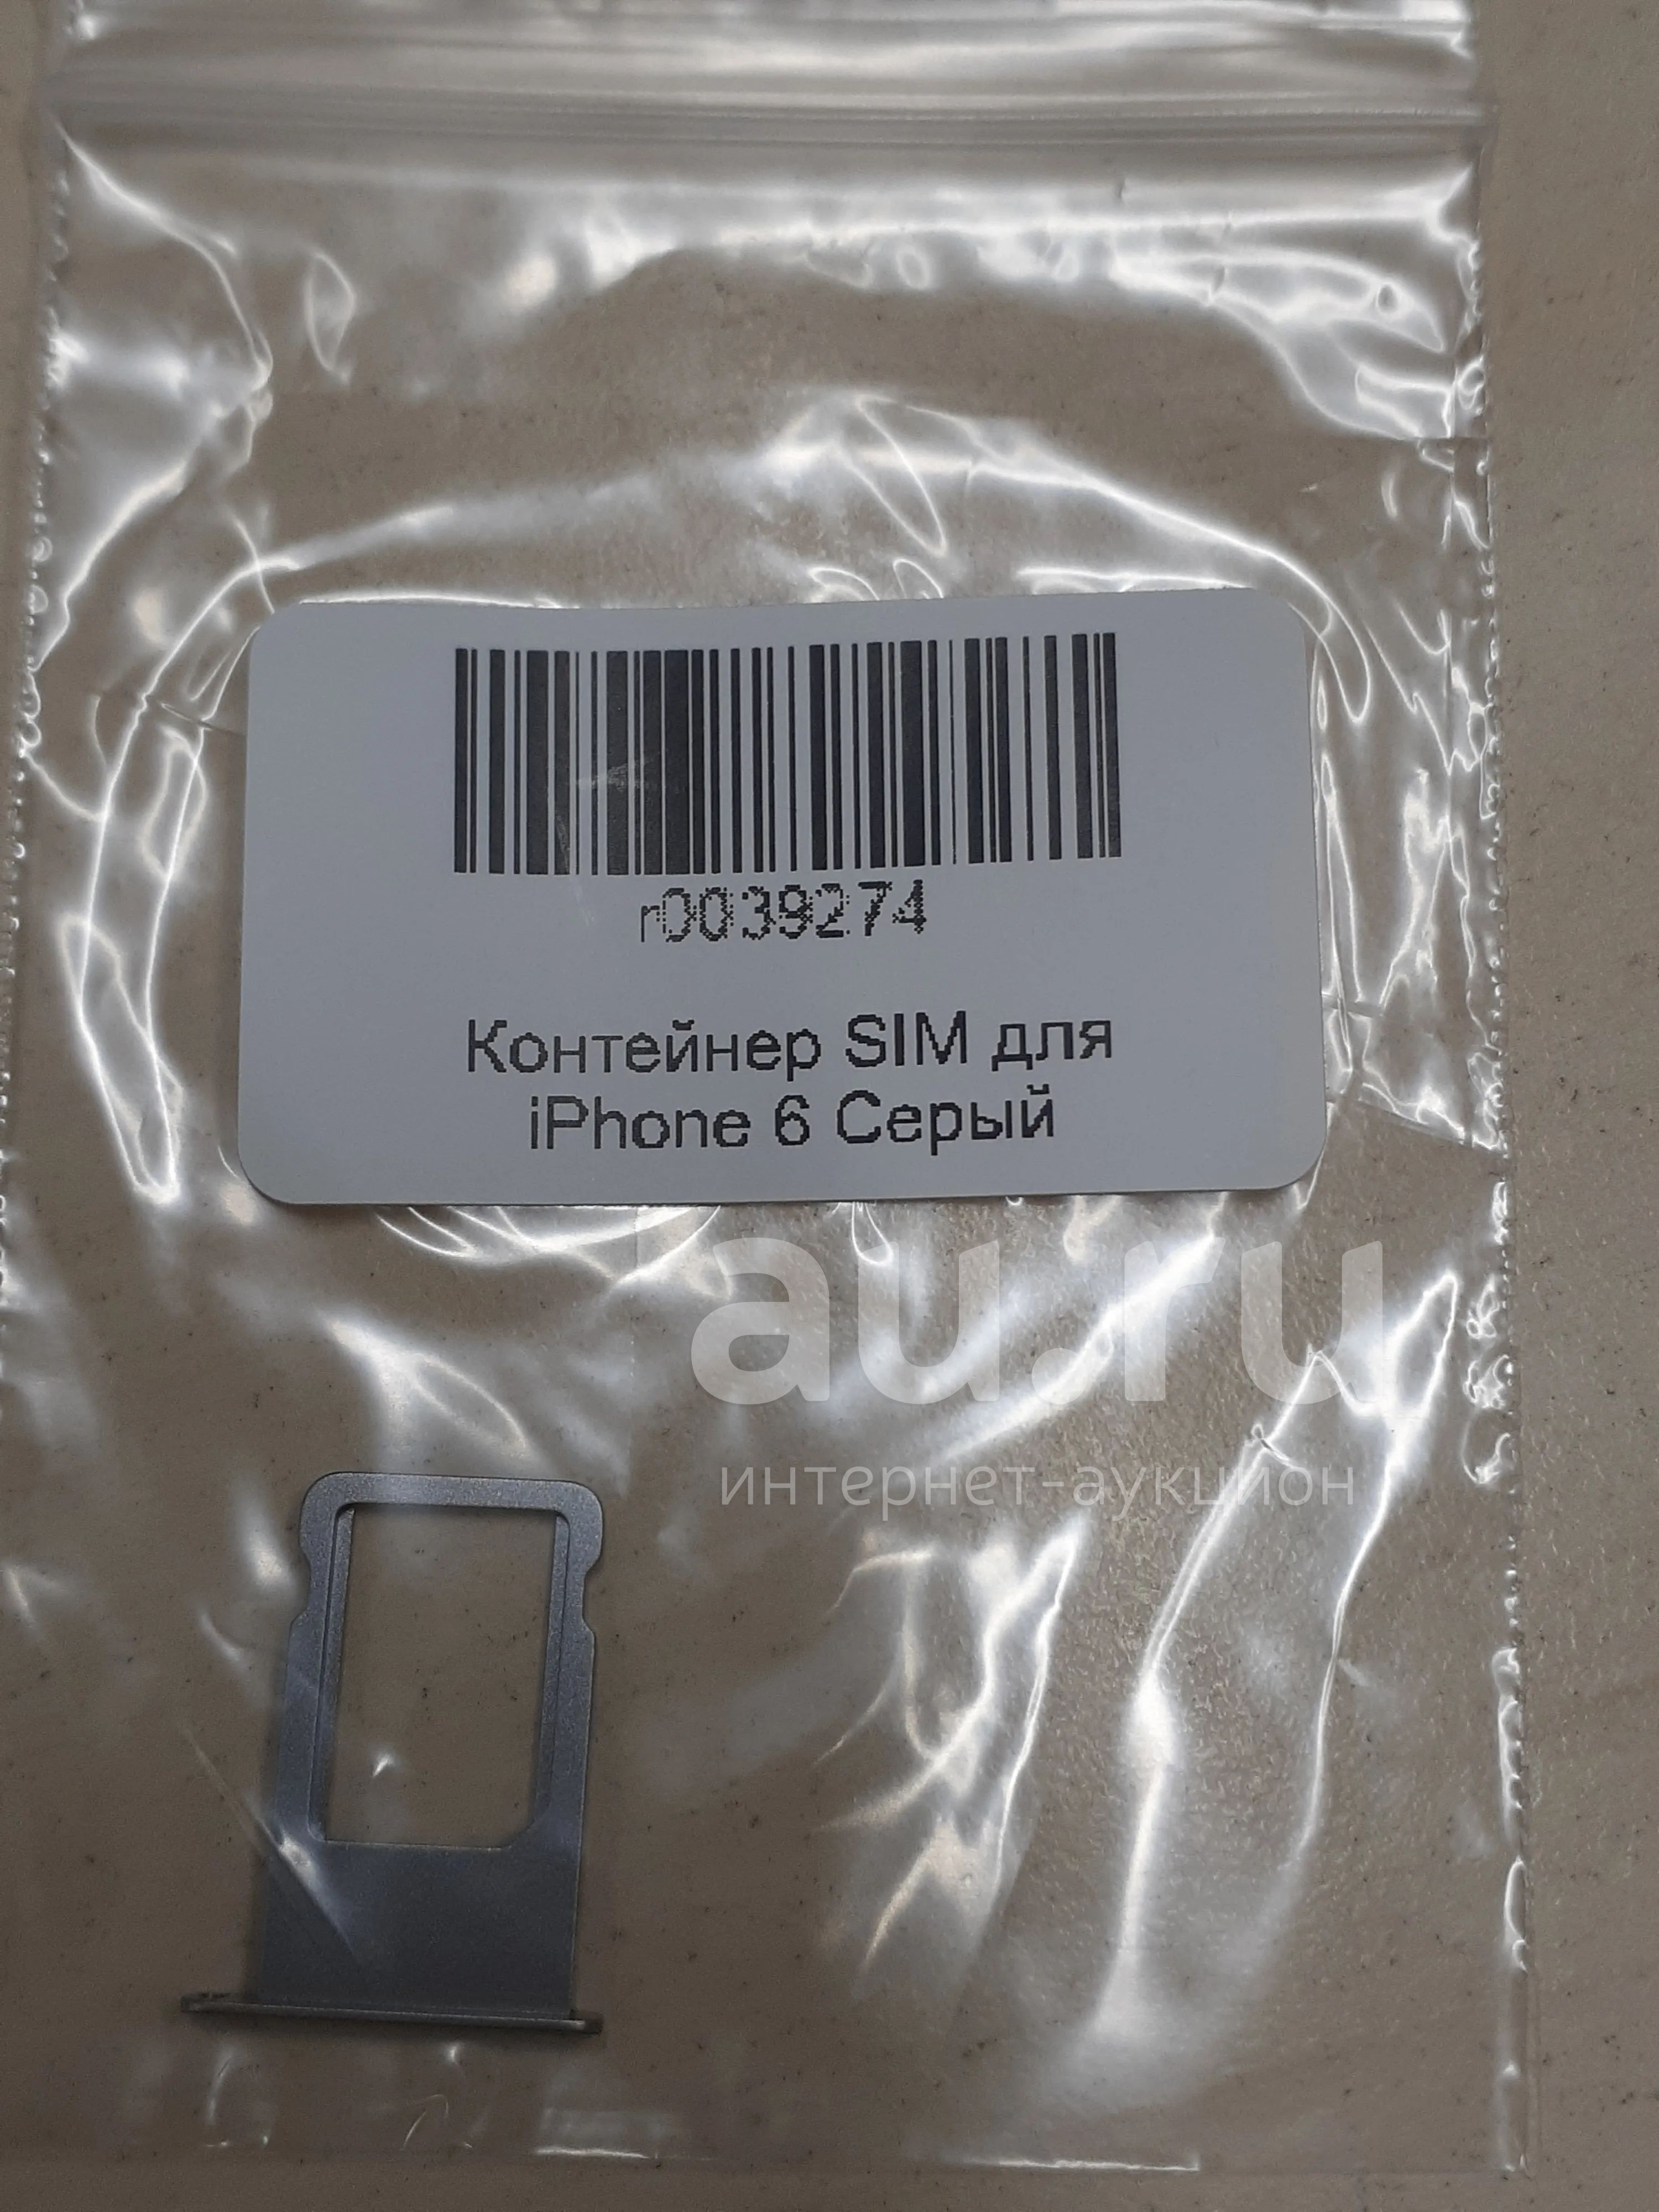 r0039274
Контейнер SIM для
iPhone 6 Серый
au.ru
интернет-аукцион